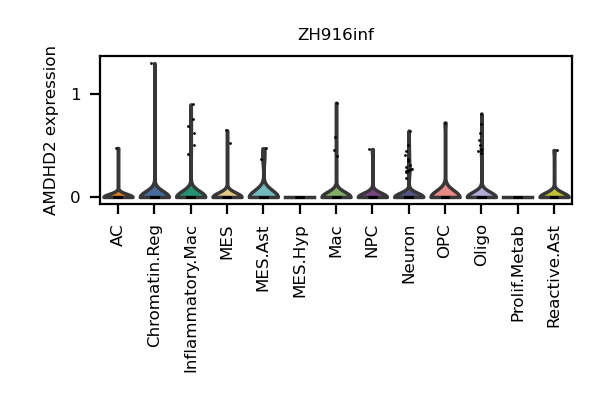 ZH916inf
AMDHD2 expression
1
0
AC
Chromatin.Reg
Inflammatory.Mac
MES
MES.Ast
MES.Hyp
Mac
NPC
Neuron
OPC
Oligo
Prolif.Metab
Reactive.Ast